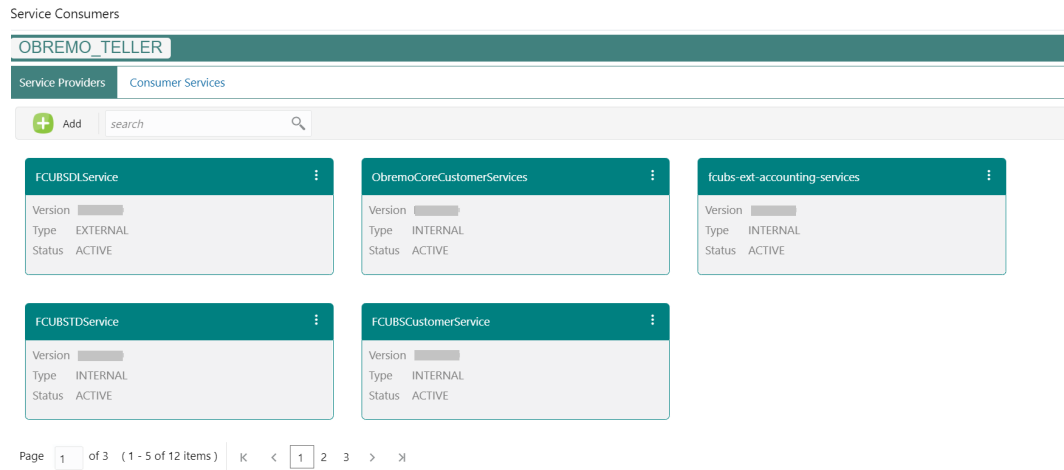 Service Consumers
OBREMO_TELLER
Service Providers Consumer Services
Add search
FCUBSDLService
Version
Type EXTERNAL
Status ACTIVE
ObremoCoreCustomerServices
Version
Type INTERNAL
Status ACTIVE
fcubs-ext-accounting-services
Version
Type INTERNAL
Status ACTIVE
FCUBSTDService
Version
Type INTERNAL
Status ACTIVE
FCUBSCustomerService
Version
Type INTERNAL
Status ACTIVE
Page 1 of 3 ( 1 - 5 of 12 items ) 1 2 3